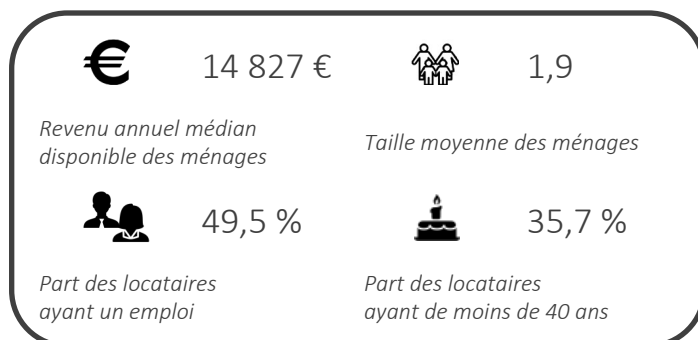 € 14 827 €
1,9
Revenu annuel médian
disponible des ménages
Taille moyenne des ménages
49,5 %
35,7 %
Part des locataires
ayant un emploi
Part des locataires
ayant de moins de 40 ans